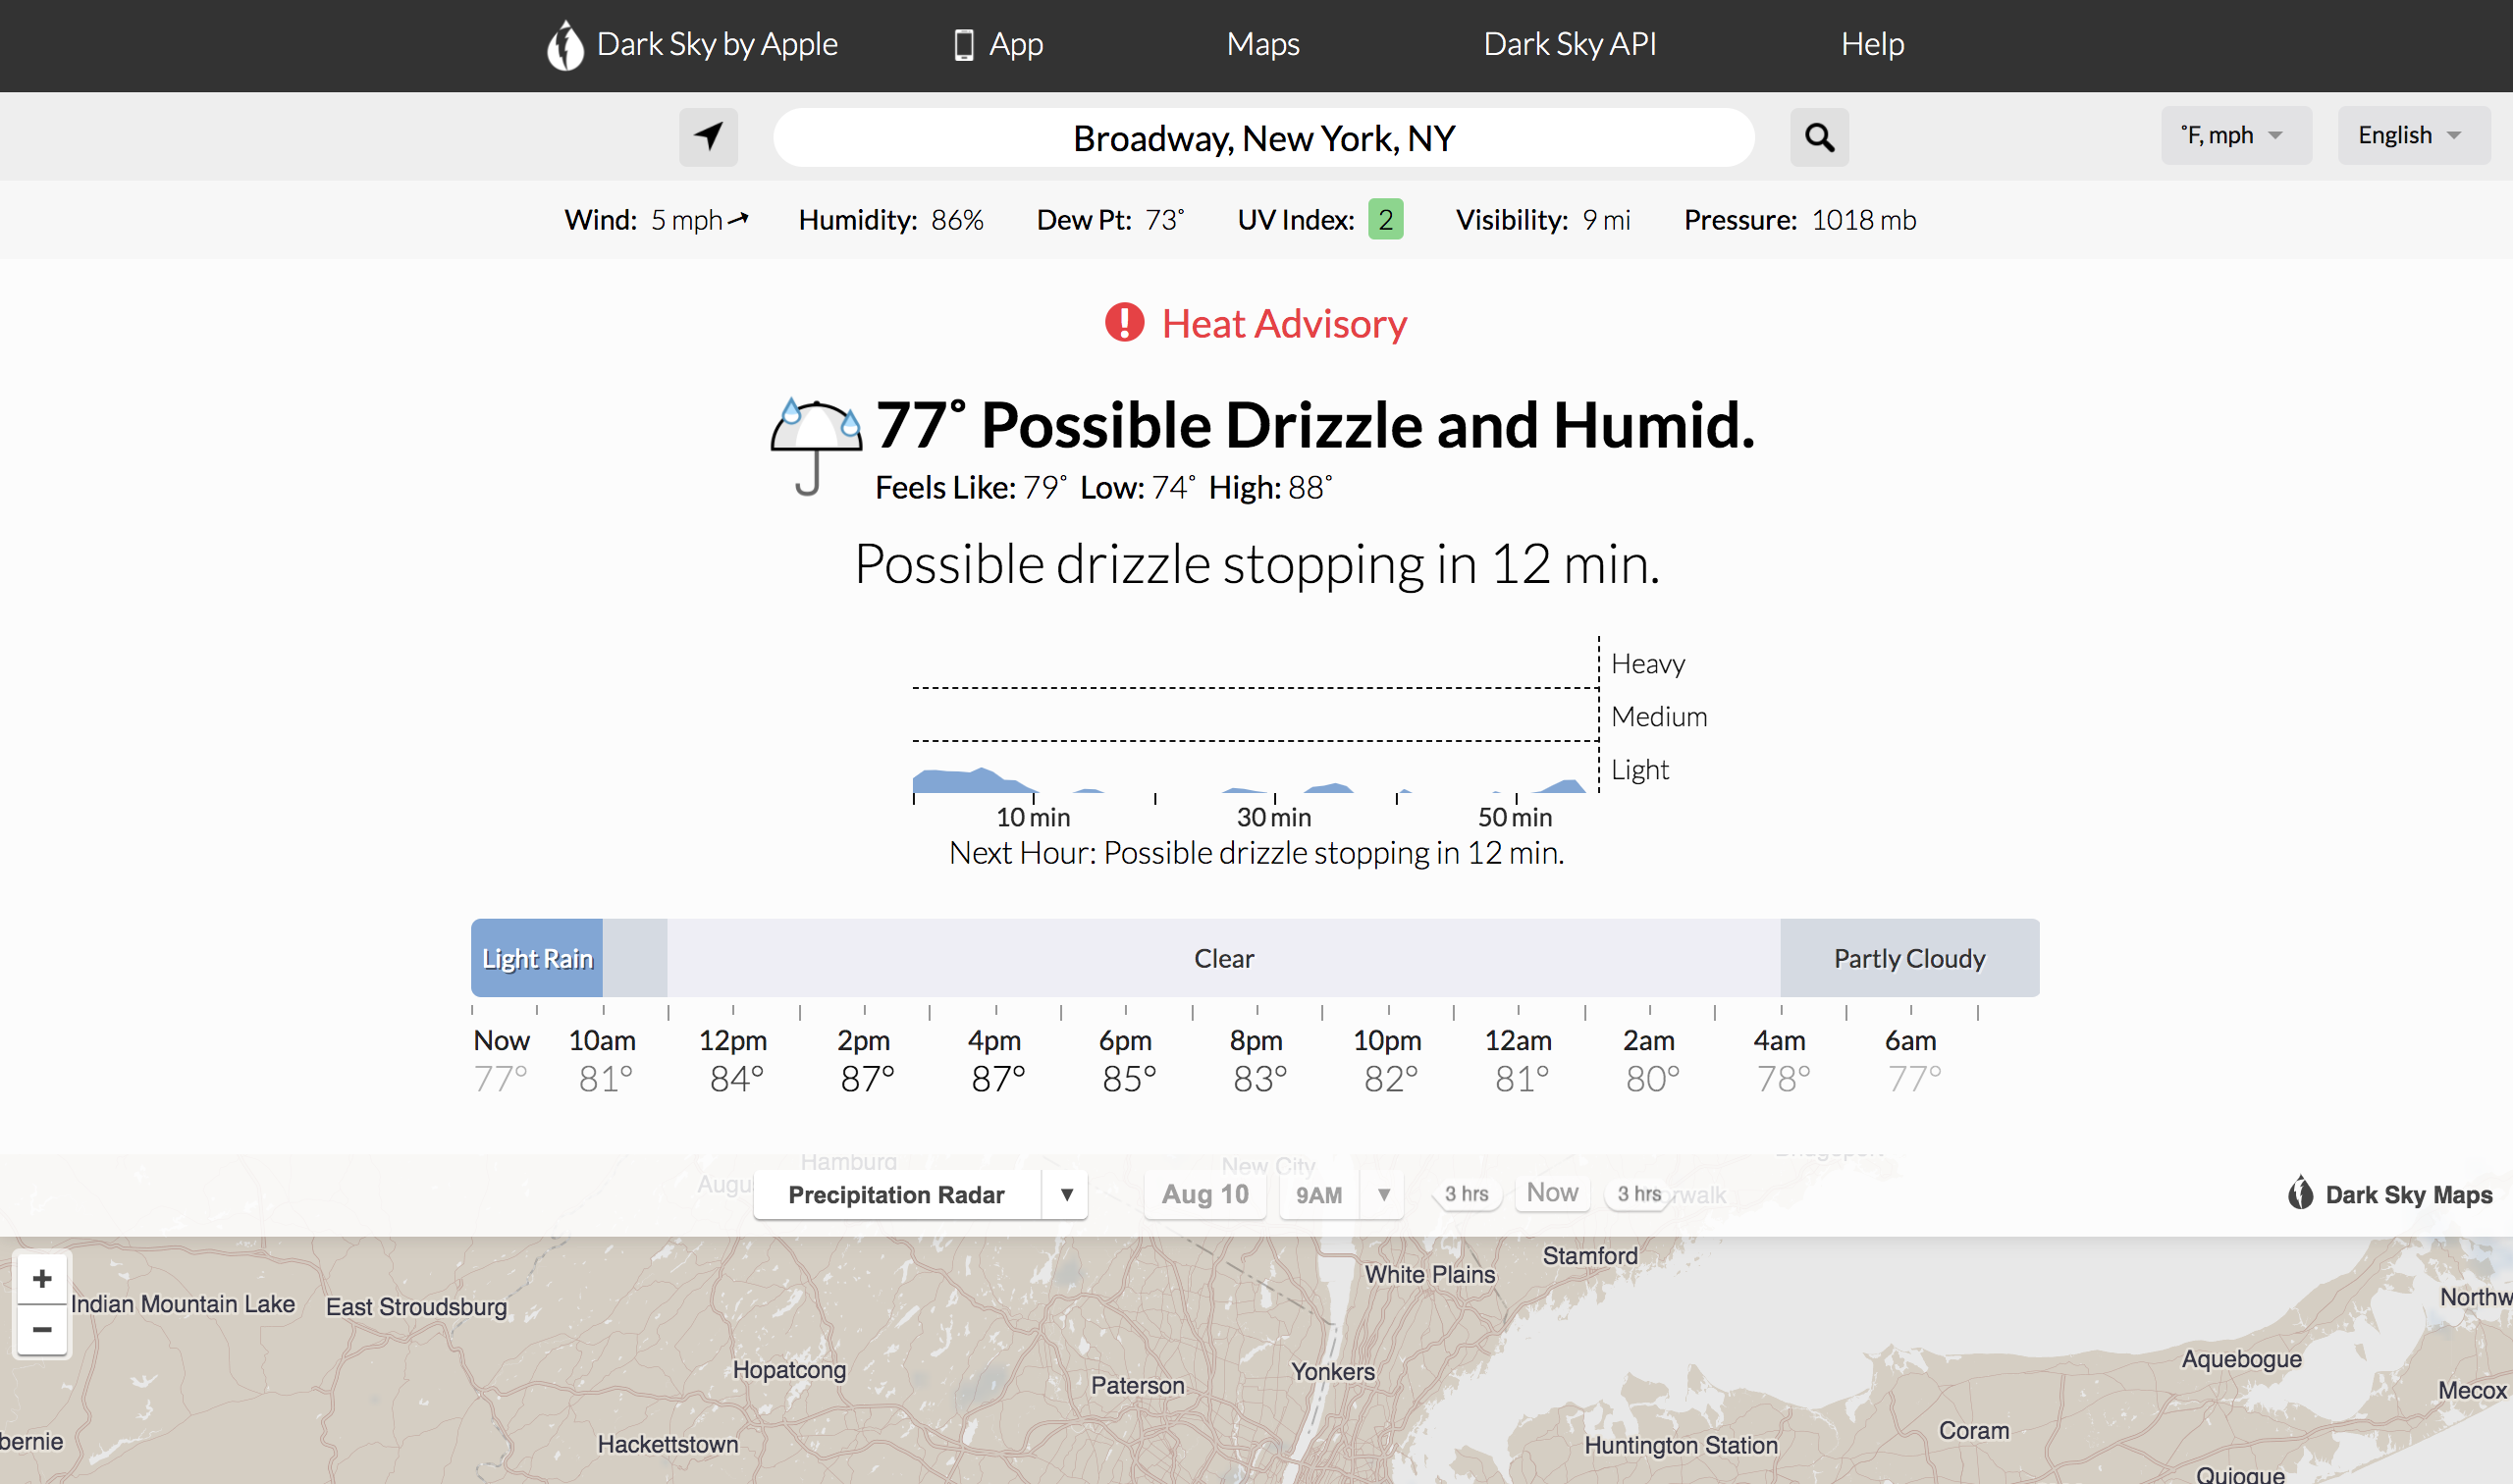 Dark Sky by Apple
App
Maps
Dark Sky API
Help
Broadway, New York, NY
˚F, mph
English
Wind: 5 mph
Humidity: 86%
Dew Pt: 73˚
UV Index: 2
Visibility: 9 mi
Pressure: 1018 mb
Heat Advisory
77˚ Possible Drizzle and Humid.
Feels Like: 79˚ Low: 74˚ High: 88˚
Possible drizzle stopping in 12 min.
Heavy
Medium
Light
10 min 30 min 50 min
Next Hour: Possible drizzle stopping in 12 min.
Light Rain Clear Partly Cloudy
Now 10am 12pm 2pm 4pm 6pm 8pm 10pm 12am 2am 4am 6am
77° 81° 84° 87° 87° 85° 83° 82° 81° 80° 78° 77°
Hamburg
New City
Precipitation Radar
Aug 10
9AM
3 hrs
Now
3 hrs
Dark Sky Maps
+
−
Stamford
White Plains
Indian Mountain Lake
East Stroudsburg
Northw
Hopatcong
Paterson
Yonkers
Aquebogue
Mecox
bernie
Hackettstown
Huntington Station
Coram
Quiogue